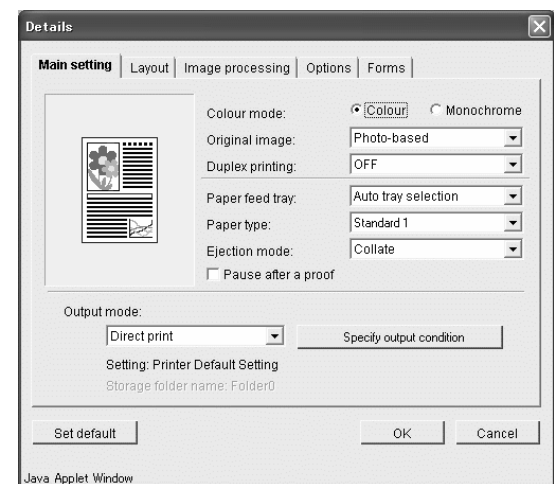 Details
Main setting Layout Image processing Options Forms
Colour mode: Colour Monochrome
Original image: Photo-based
Duplex printing: OFF
Paper feed tray: Auto tray selection
Paper type: Standard 1
Ejection mode: Collate
Pause after a proof
Output mode:
Direct print Specify output condition
Setting: Printer Default Setting
Storage folder name: Folder0
Set default OK Cancel
Java Applet Window